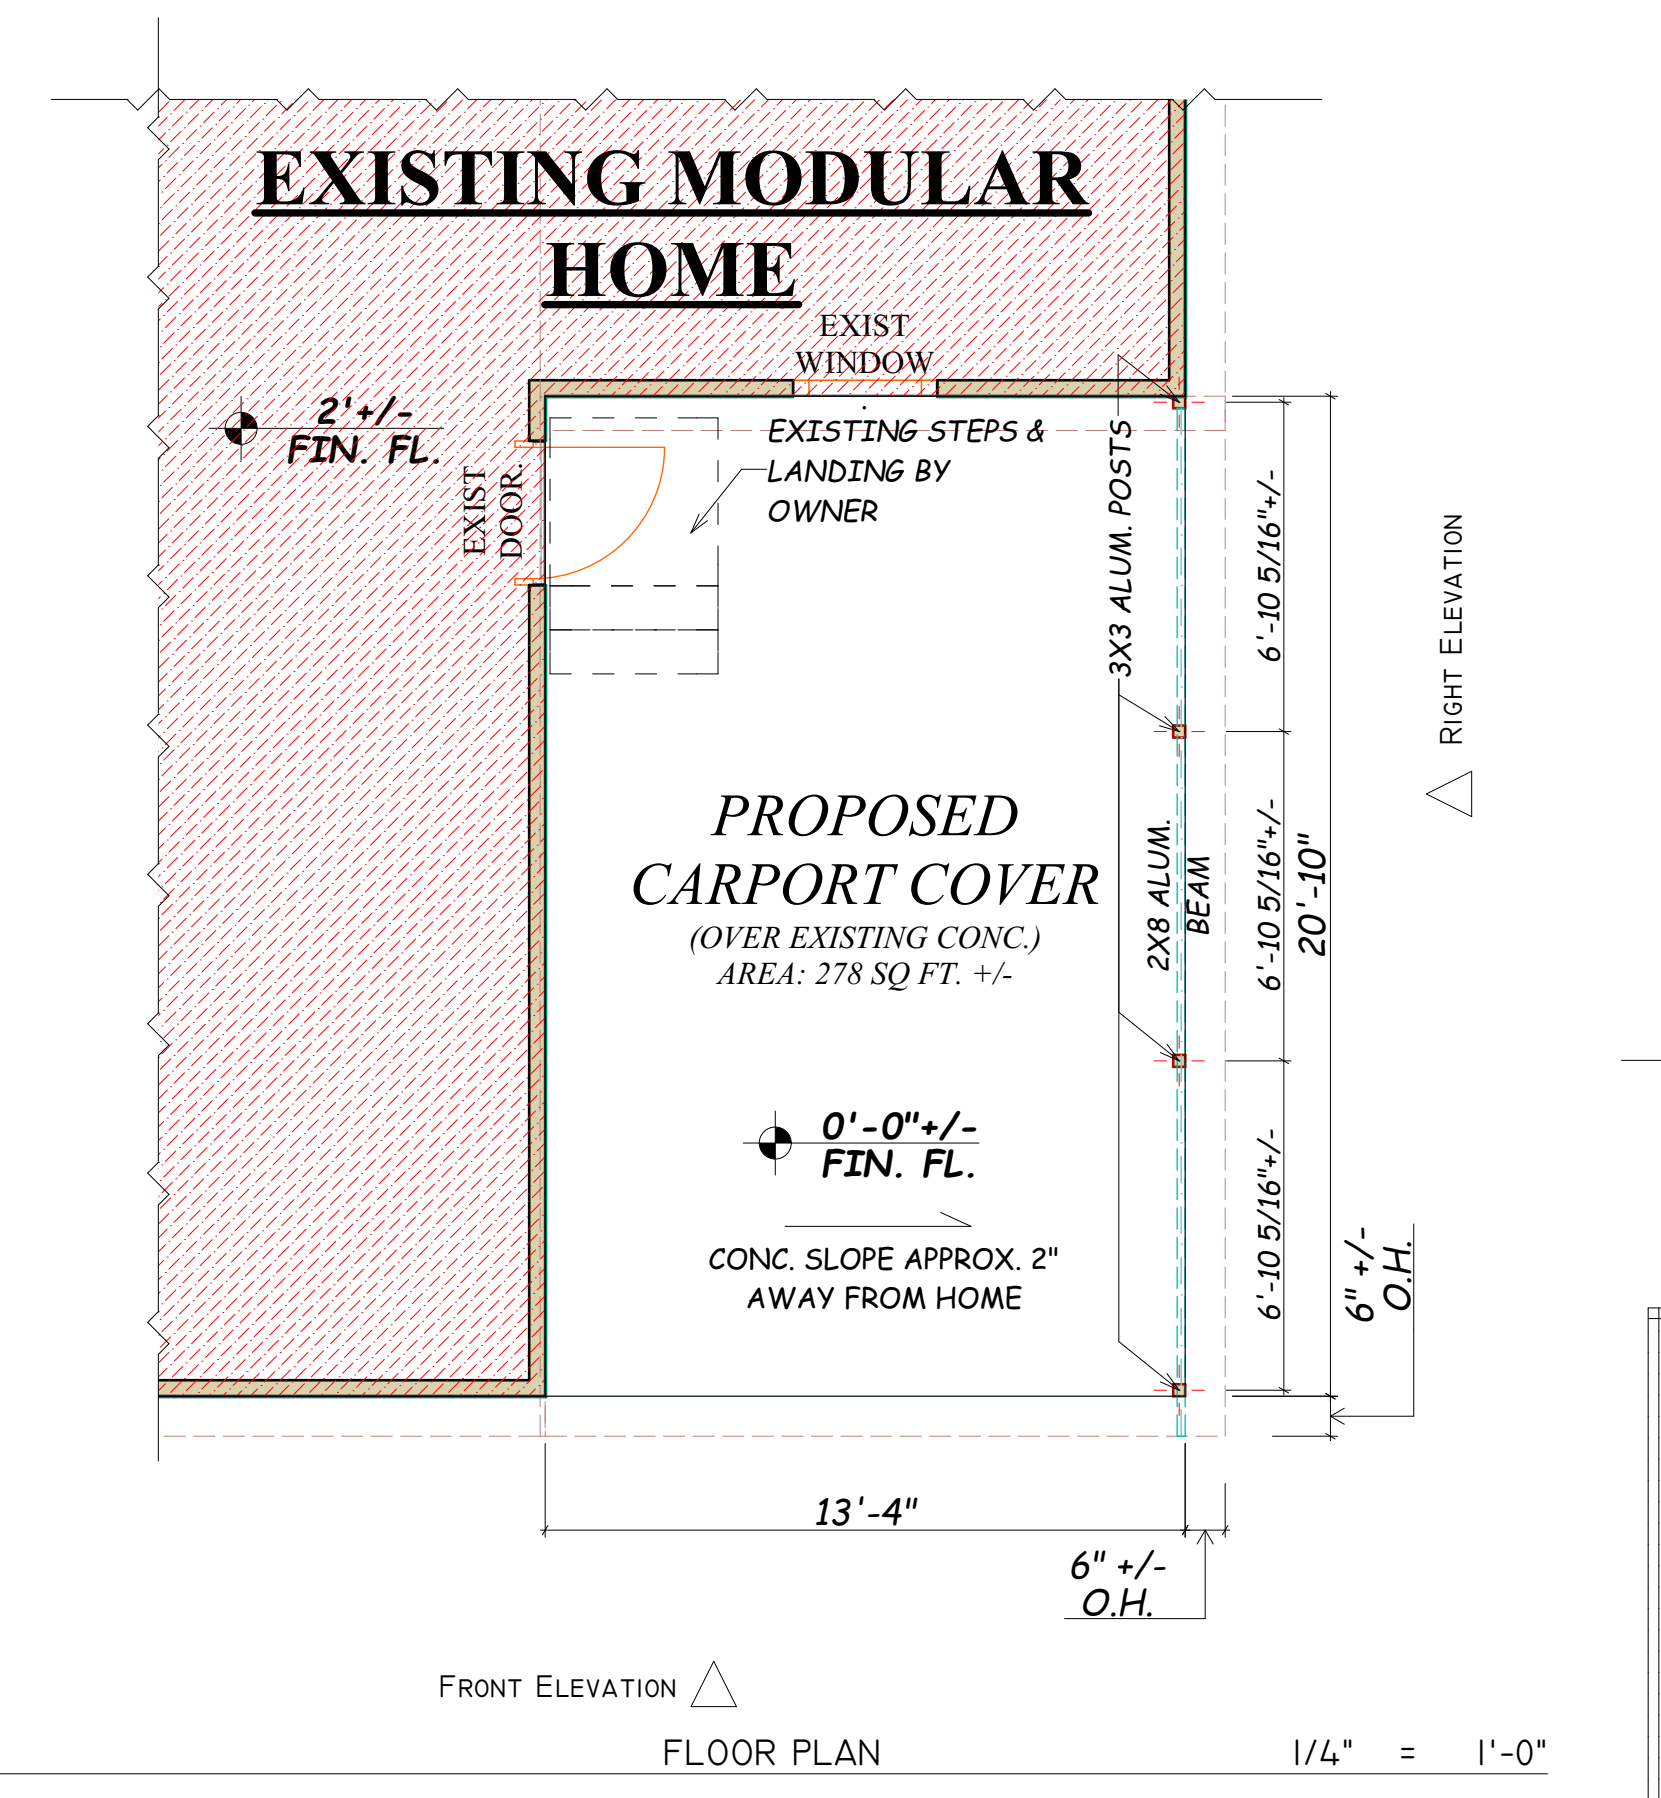 EXISTING MODULAR
HOME
EXIST
WINDOW
2'+/-
FIN. FL.
EXIST
DOOR.
EXISTING STEPS &
LANDING BY
OWNER
3X3 ALUM. POSTS
6'-10 5/16"+/-
RIGHT ELEVATION
PROPOSED
CARPORT COVER
(OVER EXISTING CONC.)
AREA: 278 SQ FT. +/-
2X8 ALUM.
BEAM
6'-10 5/16"+/-
20'-10"
0'-0"+/-
FIN. FL.
CONC. SLOPE APPROX. 2"
AWAY FROM HOME
6'-10 5/16"+/-
6" +/-
O.H.
13'-4"
6" +/-
O.H.
FRONT ELEVATION
FLOOR PLAN
1/4" = 1'-0"